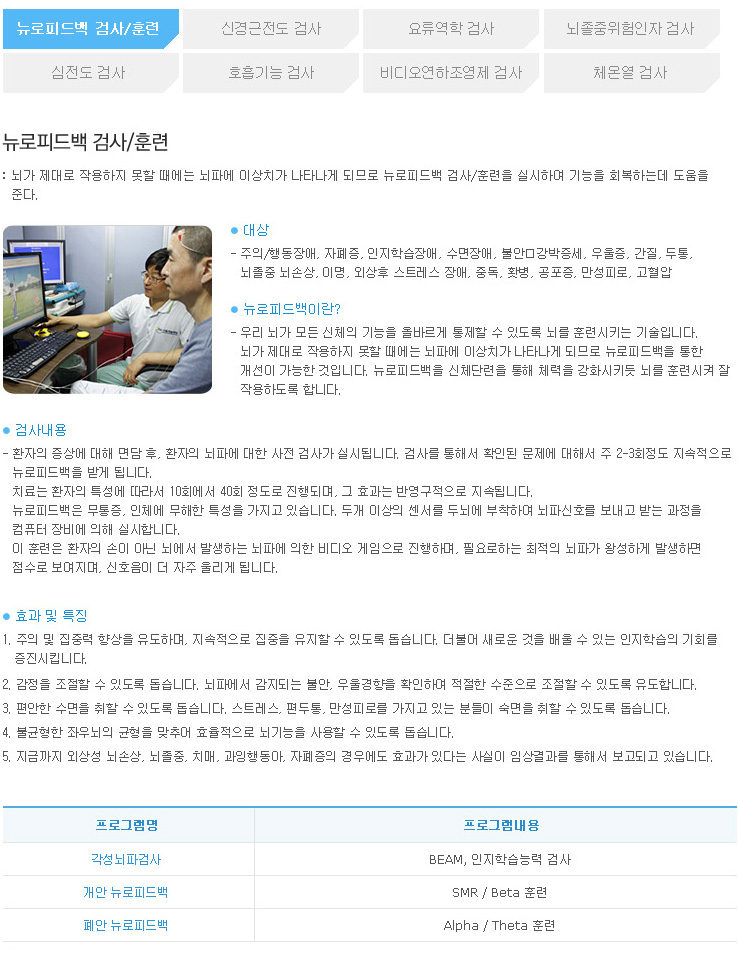 뉴로피드백 검사/훈련
신경근전도 검사
요류역학 검사
뇌졸중위험인자 검사
심전도 검사
호흡기능 검사
비디오연하조영제 검사
체온열 검사
뉴로피드백 검사/훈련
: 뇌가 제대로 작용하지 못할 때에는 뇌파에 이상치가 나타나게 되므로 뉴로피드백 검사/훈련을 실시하여 기능을 회복하는데 도움을
준다.
● 대상
- 주의/행동장애, 자폐증, 인지학습장애, 수면장애, 불안□강박증세, 우울증, 간질, 두통,
뇌졸중 뇌손상, 이명, 외상후 스트레스 장애, 중독, 홧병, 공포증, 만성피로, 고혈압
● 뉴로피드백이란?
- 우리 뇌가 모든 신체의 기능을 올바르게 통제할 수 있도록 뇌를 훈련시키는 기술입니다.
뇌가 제대로 작용하지 못할 때에는 뇌파에 이상치가 나타나게 되므로 뉴로피드백을 통한
개선이 가능한 것입니다. 뉴로피드백을 신체단련을 통해 체력을 강화시키듯 뇌를 훈련시켜 잘
작용하도록 합니다.
● 검사내용
- 환자의 증상에 대해 면담 후, 환자의 뇌파에 대한 사전 검사가 실시됩니다. 검사를 통해서 확인된 문제에 대해서 주 2-3회정도 지속적으로
뉴로피드백을 받게 됩니다.
치료는 환자의 특성에 따라서 10회에서 40회 정도로 진행되며, 그 효과는 반영구적으로 지속됩니다.
뉴로피드백은 무통증, 인체에 무해한 특성을 가지고 있습니다. 두개 이상의 센서를 두뇌에 부착하여 뇌파신호를 보내고 받는 과정을
컴퓨터 장비에 의해 실시합니다.
이 훈련은 환자의 손이 아닌 뇌에서 발생하는 뇌파에 의한 비디오 게임으로 진행하며, 필요로하는 최적의 뇌파가 왕성하게 발생하면
점수로 보여지며, 신호음이 더 자주 울리게 됩니다.
● 효과 및 특징
1. 주의 및 집중력 향상을 유도하며, 지속적으로 집중을 유지할 수 있도록 돕습니다. 더불어 새로운 것을 배울 수 있는 인지학습의 기회를
증진시킵니다.
2. 감정을 조절할 수 있도록 돕습니다. 뇌파에서 감지되는 불안, 우울경향을 확인하여 적절한 수준으로 조절할 수 있도록 유도합니다.
3. 편안한 수면을 취할 수 있도록 돕습니다. 스트레스, 편두통, 만성피로를 가지고 있는 분들이 숙면을 취할 수 있도록 돕습니다.
4. 불균형한 좌우뇌의 균형을 맞추어 효율적으로 뇌기능을 사용할 수 있도록 돕습니다.
5. 지금까지 외상성 뇌손상, 뇌졸중, 치매, 과잉행동아, 자폐증의 경우에도 효과가 있다는 사실이 임상결과를 통해서 보고되고 있습니다.
프로그램명 프로그램내용
각성뇌파검사 BEAM, 인지학습능력 검사
개안 뉴로피드백 SMR / Beta 훈련
폐안 뉴로피드백 Alpha / Theta 훈련